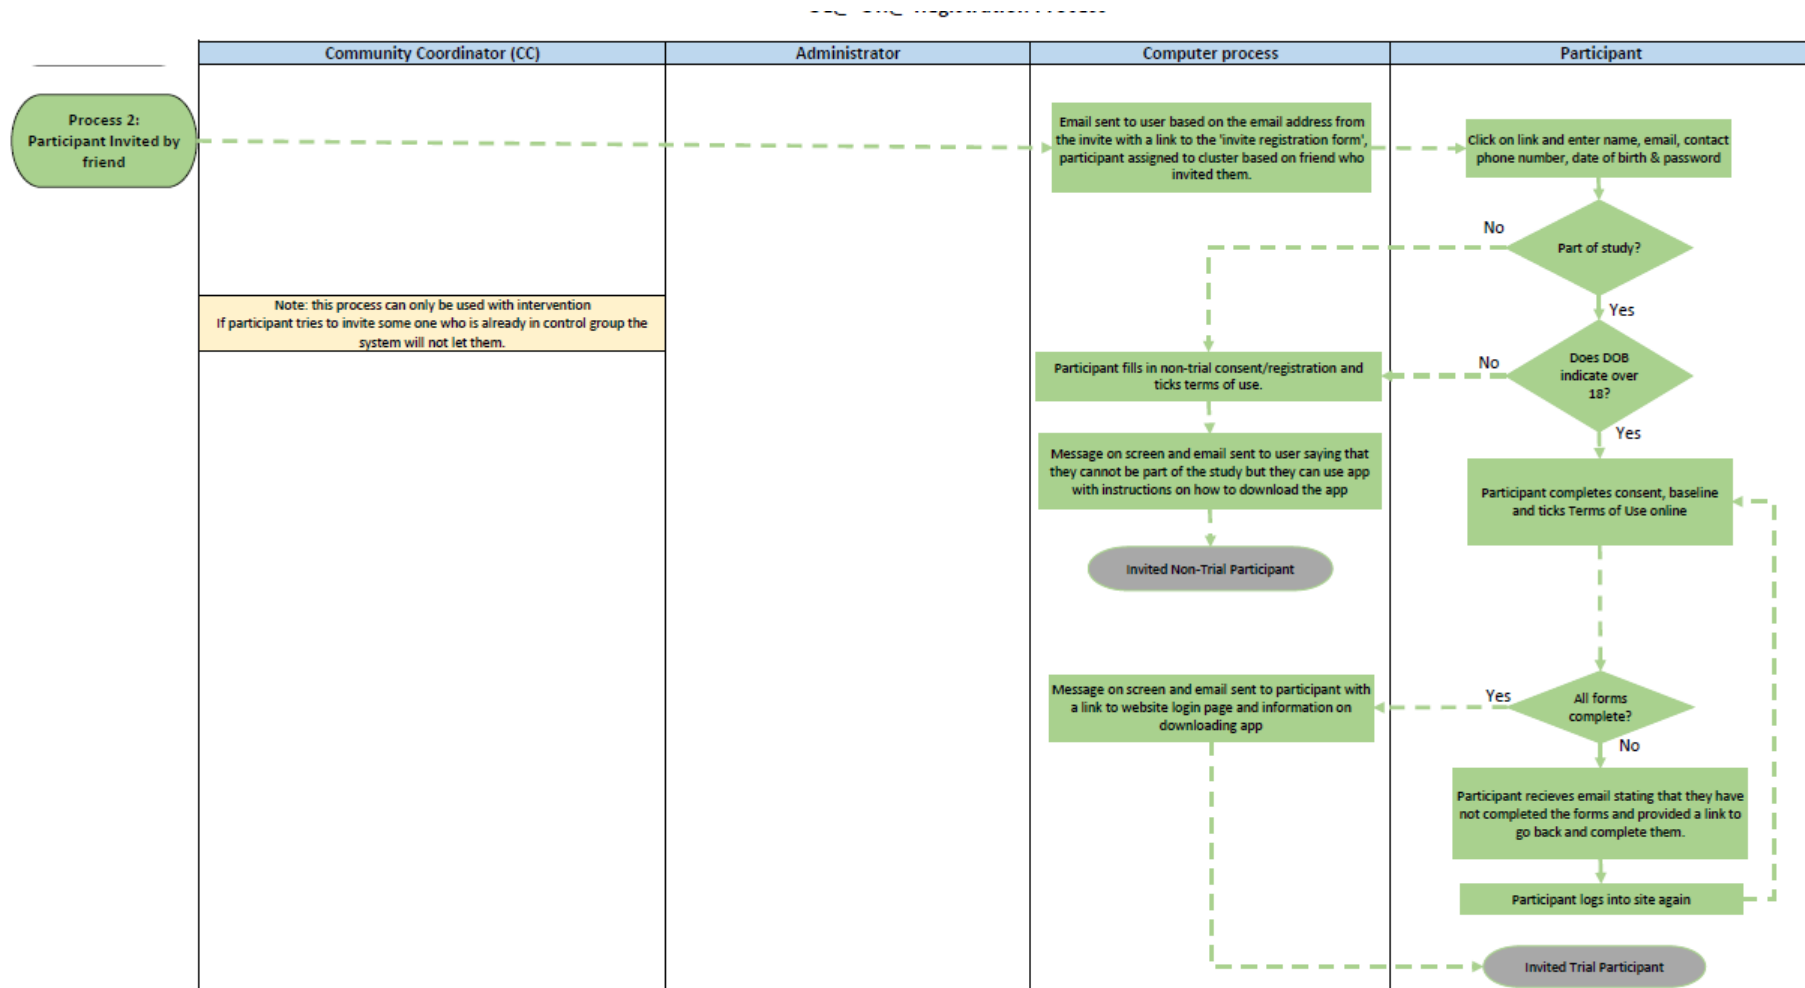 Registration Process
Community Coordinator (CC)
Administrator
Computer process
Participant
Process 2:
Participant Invited by
friend
Email sent to user based on the email address from
the invite with a link to the 'invite registration form',
participant assigned to cluster based on friend who
invited them.
Click on link and enter name, email, contact
phone number, date of birth & password
No
Part of study?
Yes
Note: this process can only be used with intervention
If participant tries to invite some one who is already in control group the
system will not let them.
Participant fills in non-trial consent/registration and
ticks terms of use.
No
Does DOB
indicate over
18?
Yes
Message on screen and email sent to user saying that
they cannot be part of the study but they can use app
with instructions on how to download the app
Participant completes consent, baseline
and ticks Terms of Use online
Invited Non-Trial Participant
Message on screen and email sent to participant with
a link to website login page and information on
downloading app
Yes
All forms
complete?
No
Participant recieves email stating that they have
not completed the forms and provided a link to
go back and complete them.
Participant logs into site again
Invited Trial Participant